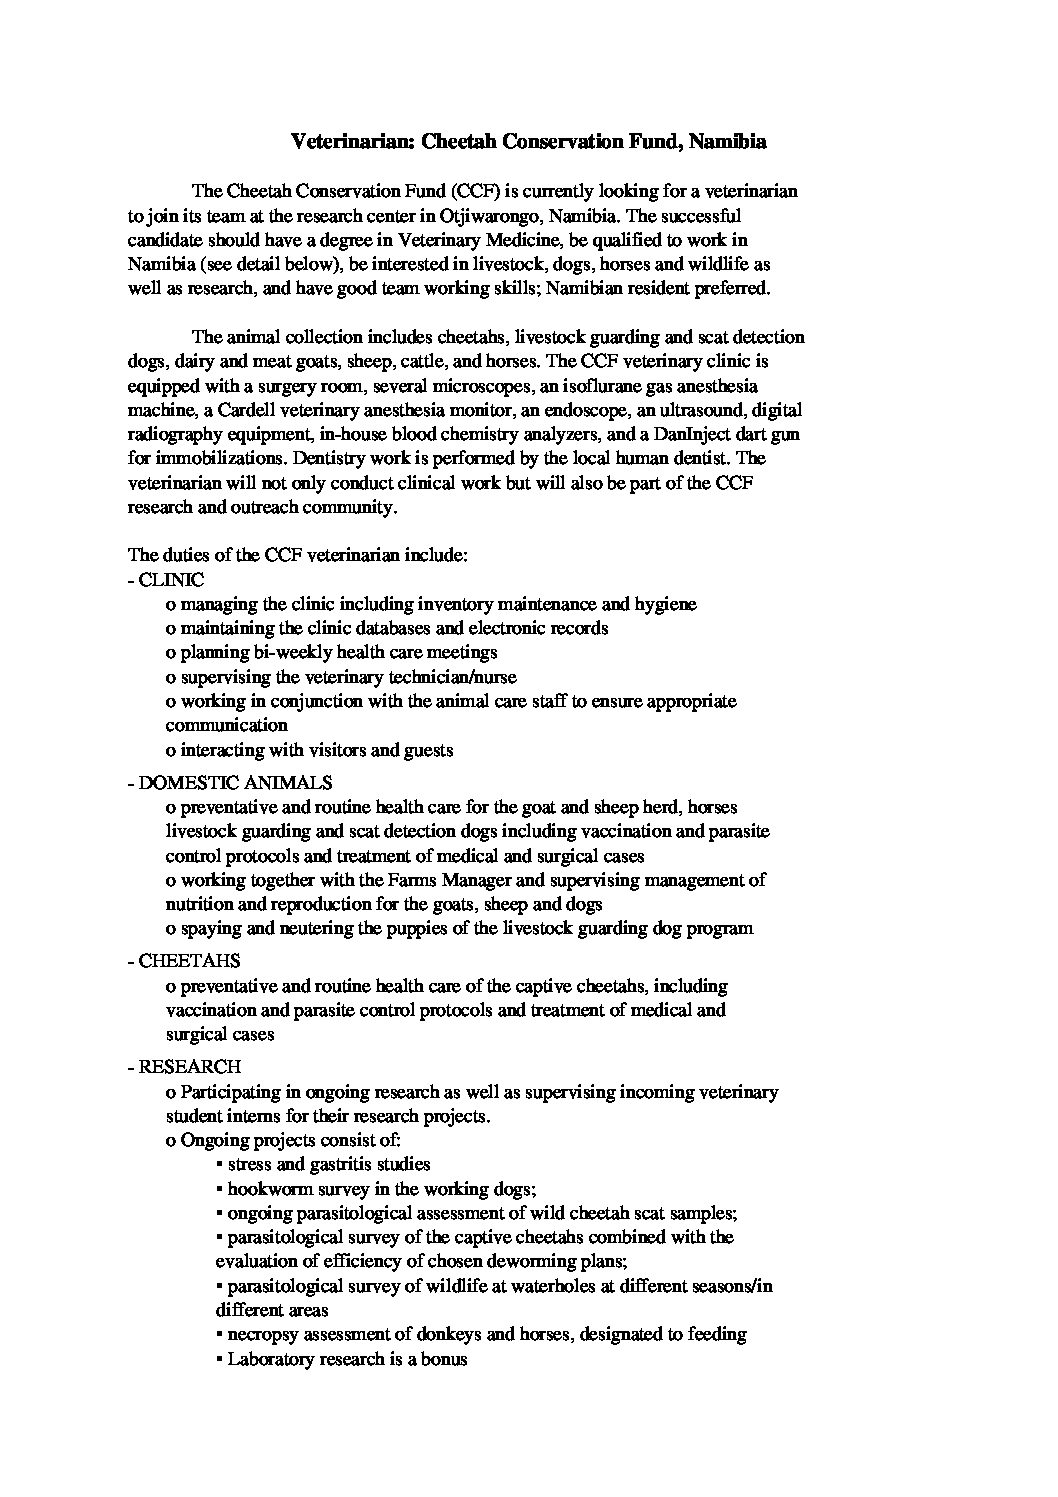 Veterinarian: Cheetah Conservation Fund, Namibia
The Cheetah Conservation Fund (CCF) is currently looking for a veterinarian
to join its team at the research center in Otjiwarongo, Namibia. The successful
candidate should have a degree in Veterinary Medicine, be qualified to work in
Namibia (see detail below), be interested in livestock, dogs, horses and wildlife as
well as research, and have good team working skills; Namibian resident preferred.
The animal collection includes cheetahs, livestock guarding and scat detection
dogs, dairy and meat goats, sheep, cattle, and horses. The CCF veterinary clinic is
equipped with a surgery room, several microscopes, an isoflurane gas anesthesia
machine, a Cardell veterinary anesthesia monitor, an endoscope, an ultrasound, digital
radiography equipment, in-house blood chemistry analyzers, and a DanInject dart gun
for immobilizations. Dentistry work is performed by the local human dentist. The
veterinarian will not only conduct clinical work but will also be part of the CCF
research and outreach community.
The duties of the CCF veterinarian include:
- CLINIC
o managing the clinic including inventory maintenance and hygiene
o maintaining the clinic databases and electronic records
o planning bi-weekly health care meetings
o supervising the veterinary technician/nurse
o working in conjunction with the animal care staff to ensure appropriate
communication
o interacting with visitors and guests
- DOMESTIC ANIMALS
o preventative and routine health care for the goat and sheep herd, horses
livestock guarding and scat detection dogs including vaccination and parasite
control protocols and treatment of medical and surgical cases
o working together with the Farms Manager and supervising management of
nutrition and reproduction for the goats, sheep and dogs
o spaying and neutering the puppies of the livestock guarding dog program
- CHEETAHS
o preventative and routine health care of the captive cheetahs, including
vaccination and parasite control protocols and treatment of medical and
surgical cases
- RESEARCH
o Participating in ongoing research as well as supervising incoming veterinary
student interns for their research projects.
o Ongoing projects consist of:
▪ stress and gastritis studies
▪ hookworm survey in the working dogs;
▪ ongoing parasitological assessment of wild cheetah scat samples;
▪ parasitological survey of the captive cheetahs combined with the
evaluation of efficiency of chosen deworming plans;
▪ parasitological survey of wildlife at waterholes at different seasons/in
different areas
▪ necropsy assessment of donkeys and horses, designated to feeding
▪ Laboratory research is a bonus